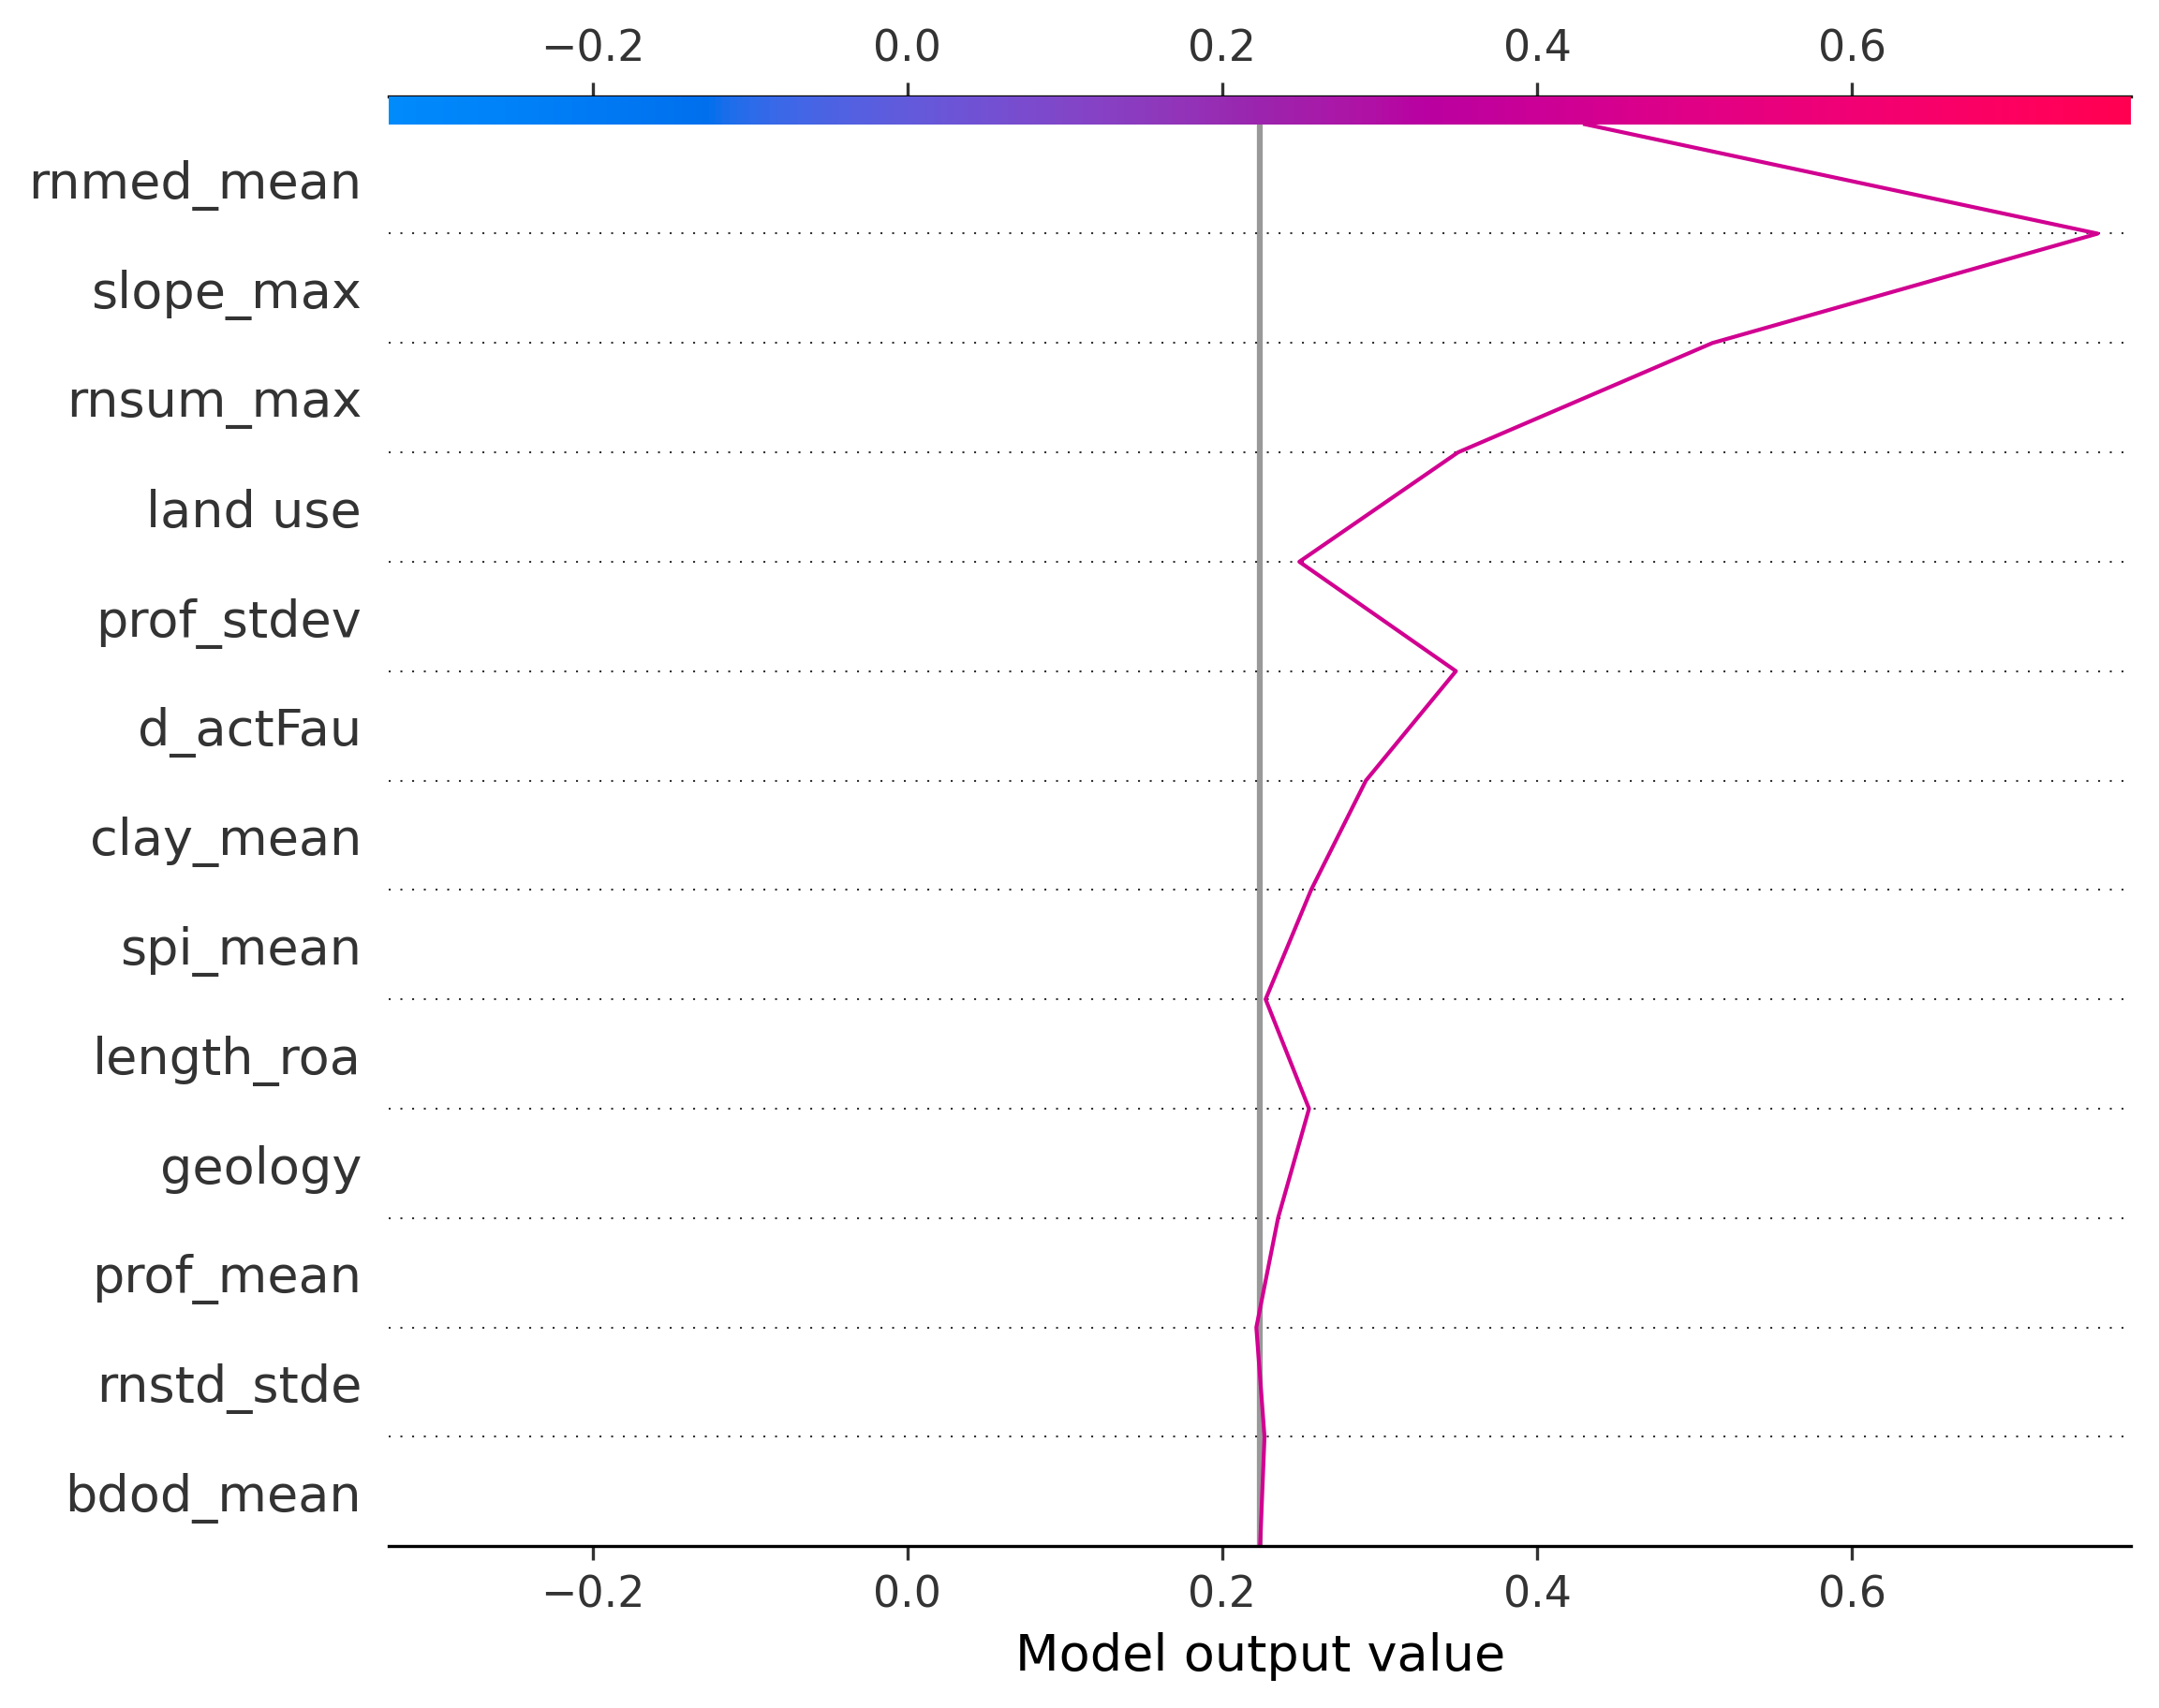 −0.2 0.0 0.2 0.4 0.6
rnmed_mean
slope_max
rnsum_max
land use
prof_stdev
d_actFau
clay_mean
spi_mean
length_roa
geology
prof_mean
rnstd_stde
bdod_mean
−0.2 0.0 0.2 0.4 0.6
Model output value